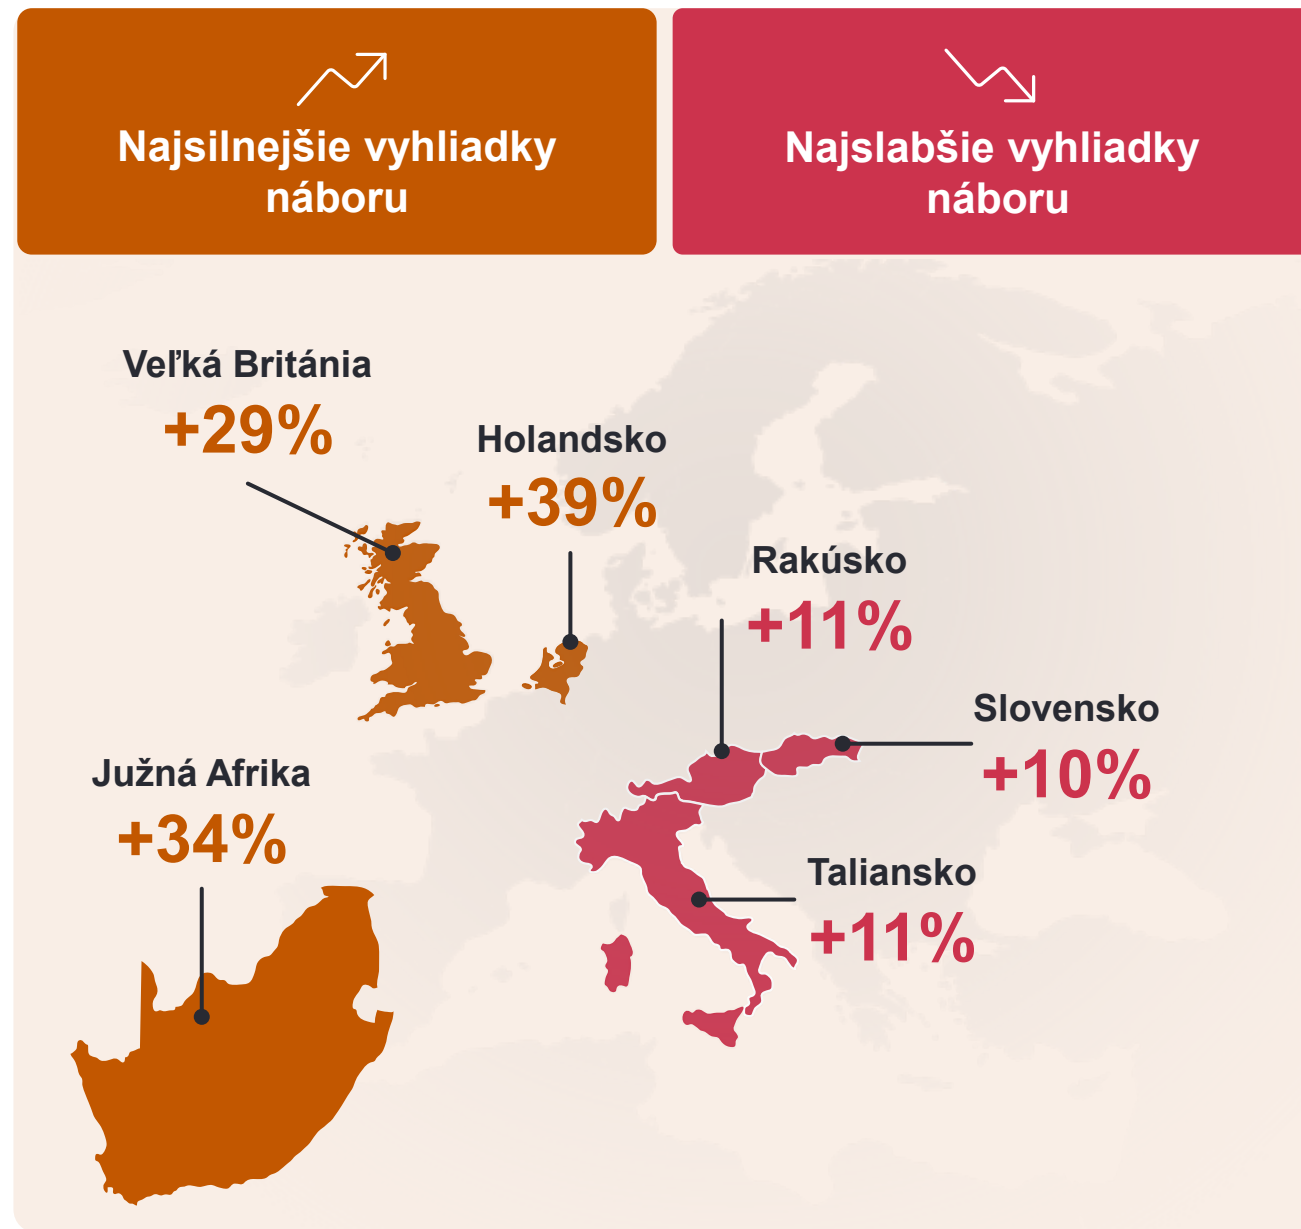 Najsilnejšie vyhliadky
náboru
Najslabšie vyhliadky
náboru
Veľká Británia
+29%
Holandsko
+39%
Rakúsko
+11%
Slovensko
+10%
Južná Afrika
+34%
Taliansko
+11%